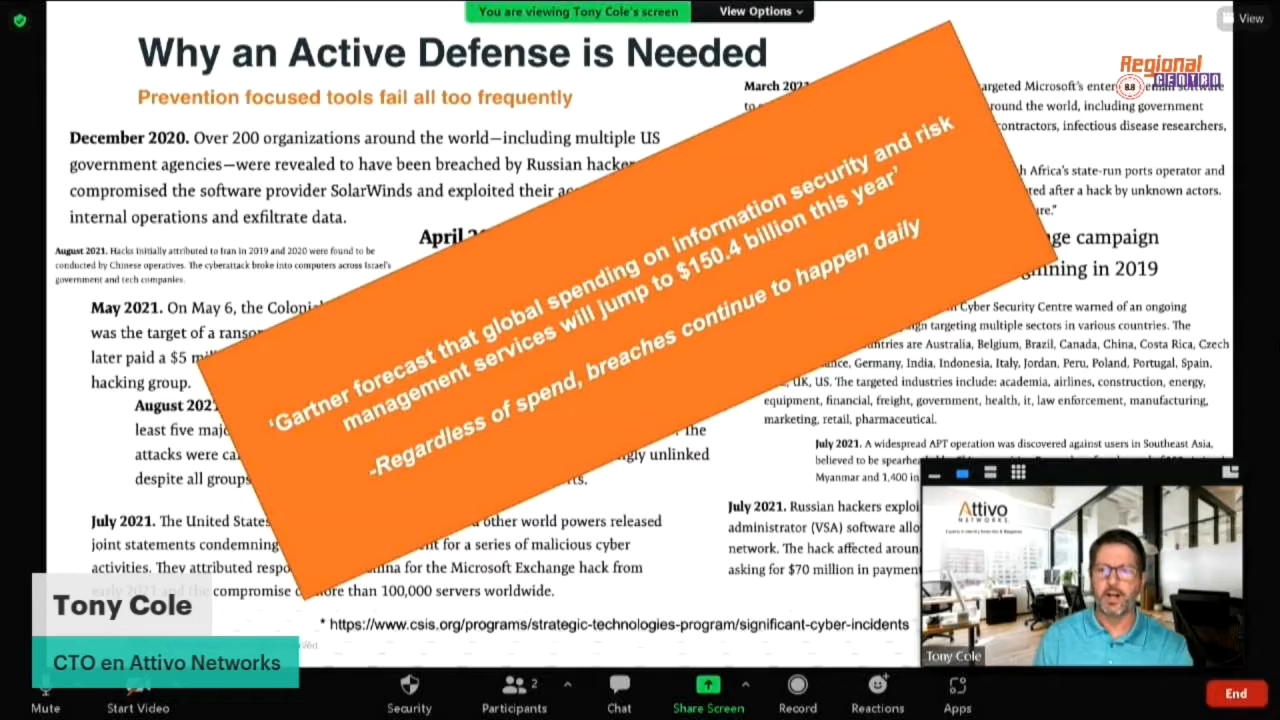 You are viewing Tony Cole's screen
View Options
View
Why an Active Defense is Needed
Prevention focused tools fail all too frequently
Regional
8.8
CENTRO
December 2020. Over 200 organizations around the world—including multiple US
government agencies—were revealed to have been breached by Russian
compromised the software provider SolarWinds and exploited their
internal operations and exfiltrate data.
March
targeted Microsoft's
around the world, including government
contractors, infectious disease researchers,
Africa's state-run ports operator and
after a hack by unknown actors.
August 2021. Hacks initially attributed to Iran in 2019 and 2020 were found to be
conducted by Chinese operatives. The cyberattack broke into computers across Israel's
government and tech companies.
April
campaign
in 2019
May 2021. On May 6, the
was the target of a
later paid a $5
hacking group.
Cyber Security Centre warned of an ongoing
targeting multiple sectors in various countries. The
are Australia, Belgium, Brazil, Canada, China, Costa Rica, Czech
Germany, India, Indonesia, Italy, Jordan, Peru, Poland, Portugal, Spain,
UK, US. The targeted industries include: academia, airlines, construction, energy,
equipment, financial, freight, government, health, it, law enforcement, manufacturing,
marketing, retail, pharmaceutical.
'Gartner forecast that global spending on information security and risk
management services will jump to $150.4 billion this year'
-Regardless of spend, breaches continue to happen daily
August
least five
attacks were
despite all
The
unlinked
July 2021. A widespread APT operation was discovered against users in Southeast Asia,
believed to be
Myanmar and 1,400 in
July 2021. The United States
other world powers released
joint statements condemning
for a series of malicious cyber
activities. They attributed
for the Microsoft Exchange hack from
early 2021 and the compromise
more than 100,000 servers worldwide.
July 2021. Russian hackers
administrator (VSA) software
network. The hack affected
asking for $70 million in
* https://www.csis.org/programs/strategic-technologies-program/significant-cyber-incidents
Attivo
NETWORKS
Tony Cole
Tony Cole
CTO en Attivo Networks
Mute
Start Video
Security
Participants
2
Chat
Share Screen
Record
Reactions
Apps
End